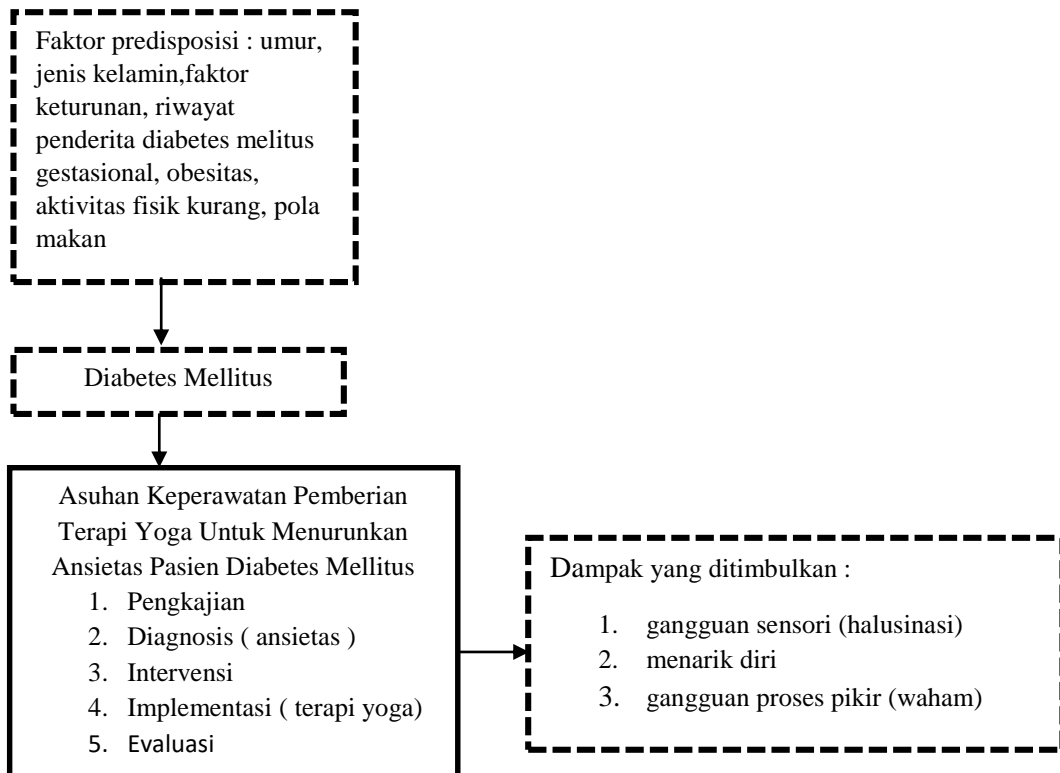 Faktor predisposisi : umur,
jenis kelamin,faktor
keturunan, riwayat
penderita diabetes melitus
gestasional, obesitas,
aktivitas fisik kurang, pola
makan
Diabetes Mellitus
Asuhan Keperawatan Pemberian
Terapi Yoga Untuk Menurunkan
Ansietas Pasien Diabetes Mellitus
1. Pengkajian
2. Diagnosis ( ansietas )
3. Intervensi
4. Implementasi ( terapi yoga)
5. Evaluasi
Dampak yang ditimbulkan :
1. gangguan sensori (halusinasi)
2. menarik diri
3. gangguan proses pikir (waham)